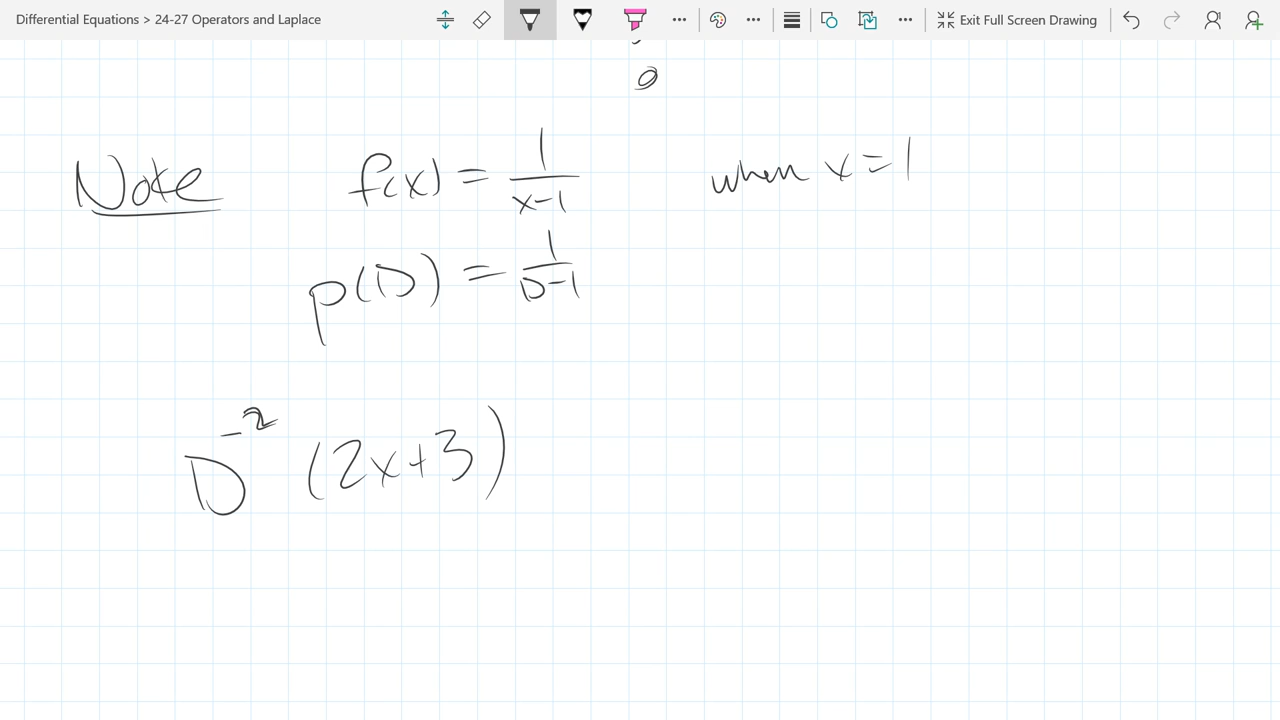 Differential Equations > 24-27 Operators and Laplace
Exit Full Screen Drawing
Note f(x) = 1/(x-1) when x=1
p(D) = 1/(D-1)
D^-2 (2x+3)